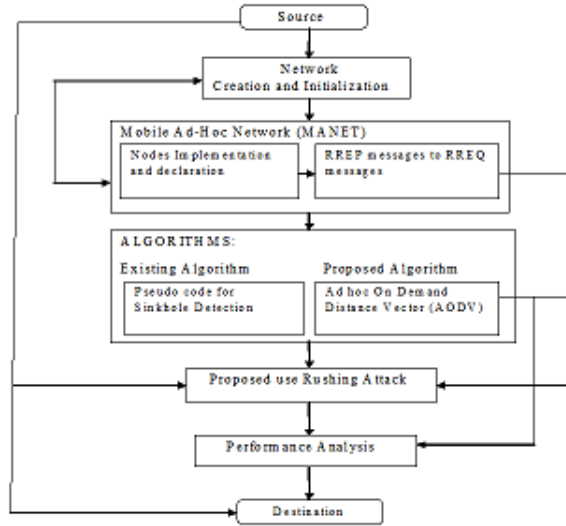 Source
Network
Creation and Initialization
Mobile Ad-Hoc Network (MANET)
Nodes Implementation
and declaration
RREP messages to RREQ
messages
ALGORITHMS:
Existing Algorithm
Proposed Algorithm
Pseudo code for
Sinkhole Detection
Ad hoc On Demand
Distance Vector (AODV)
Proposed use Rushing Attack
Performance Analysis
Destination